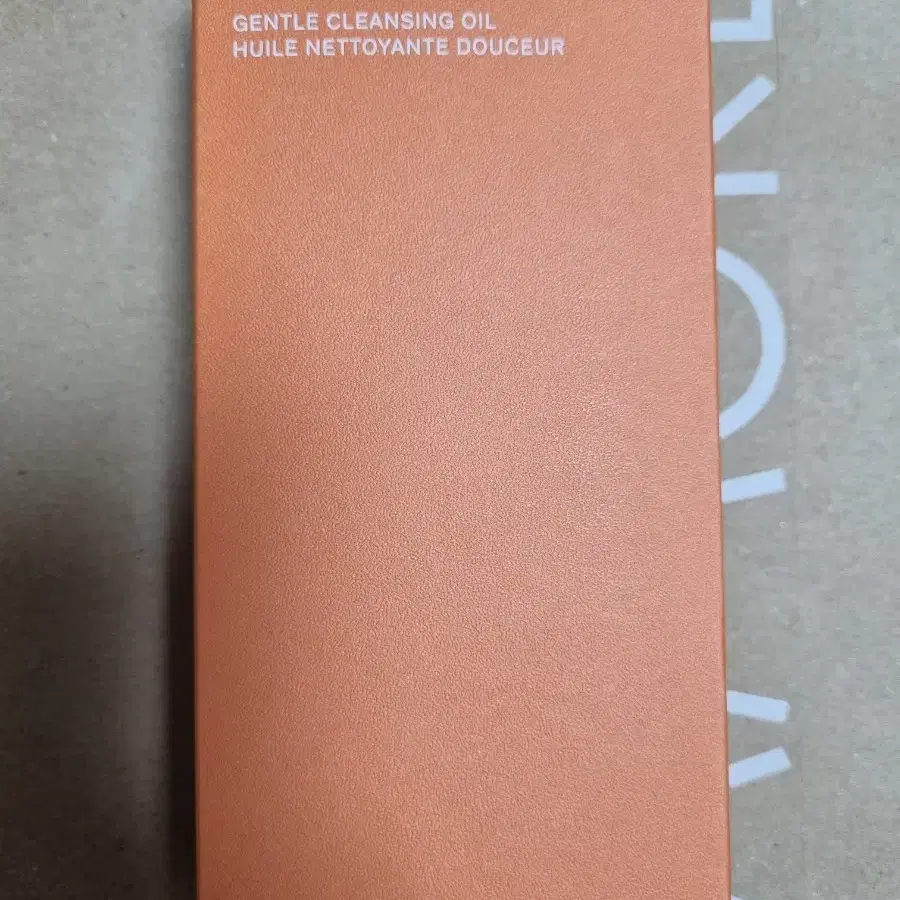 GENTLE CLEANSING OIL
HUILE NETTOYANTE DOUCEUR